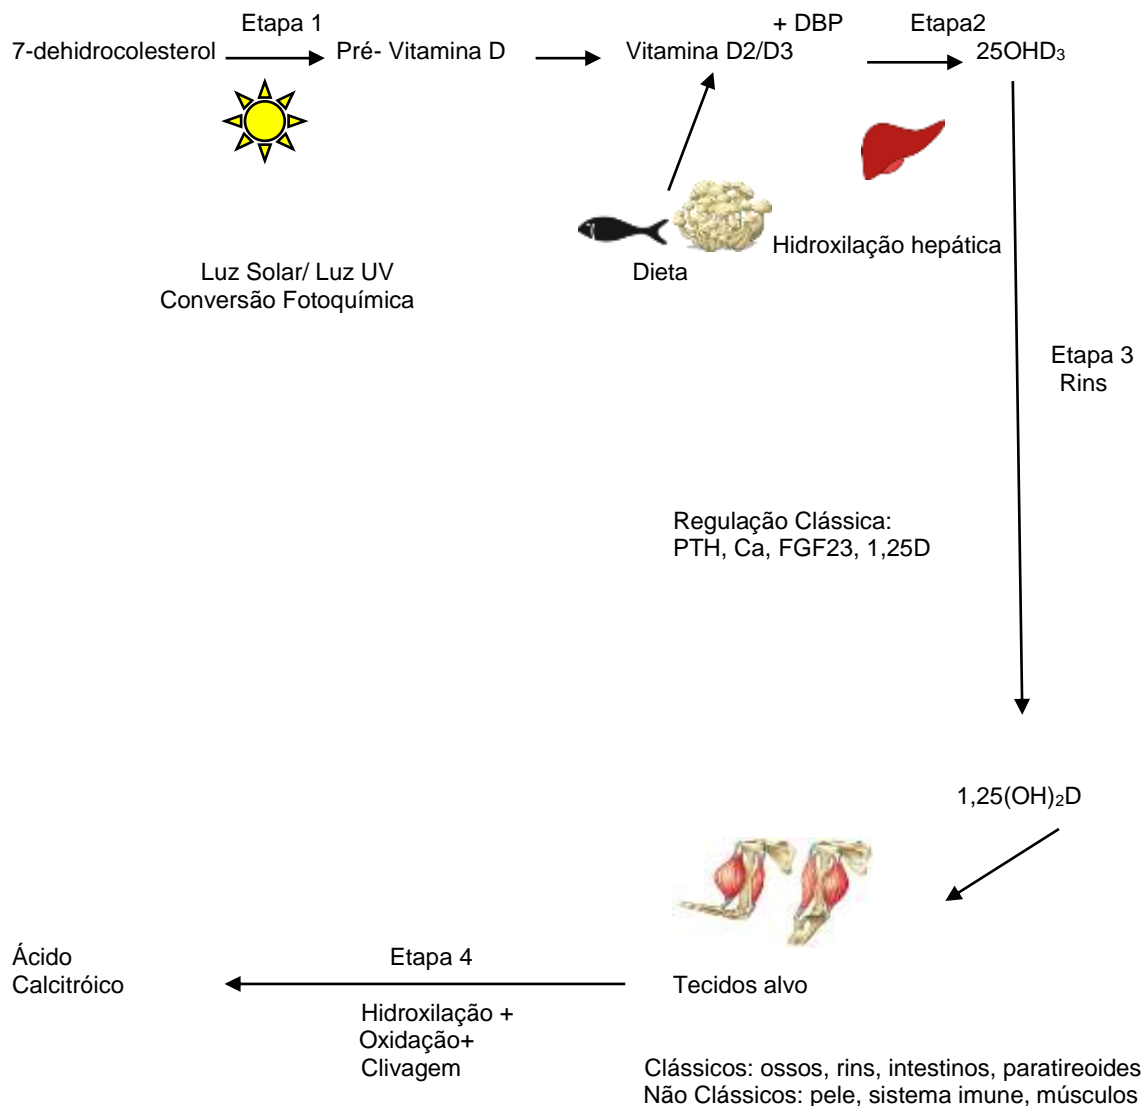 Etapa 1
7-dehidrocolesterol
Pré- Vitamina D
+ DBP
Vitamina D2/D3
Etapa2
25OHD₃
Luz Solar/ Luz UV
Conversão Fotoquímica
Dieta
Hidroxilação hepática
Etapa 3
Rins
Regulação Clássica:
PTH, Ca, FGF23, 1,25D
1,25(OH)₂D
Tecidos alvo
Clássicos: ossos, rins, intestinos, paratireoides
Não Clássicos: pele, sistema imune, músculos
Etapa 4
Hidroxilação +
Oxidação+
Clivagem
Ácido
Calcitróico